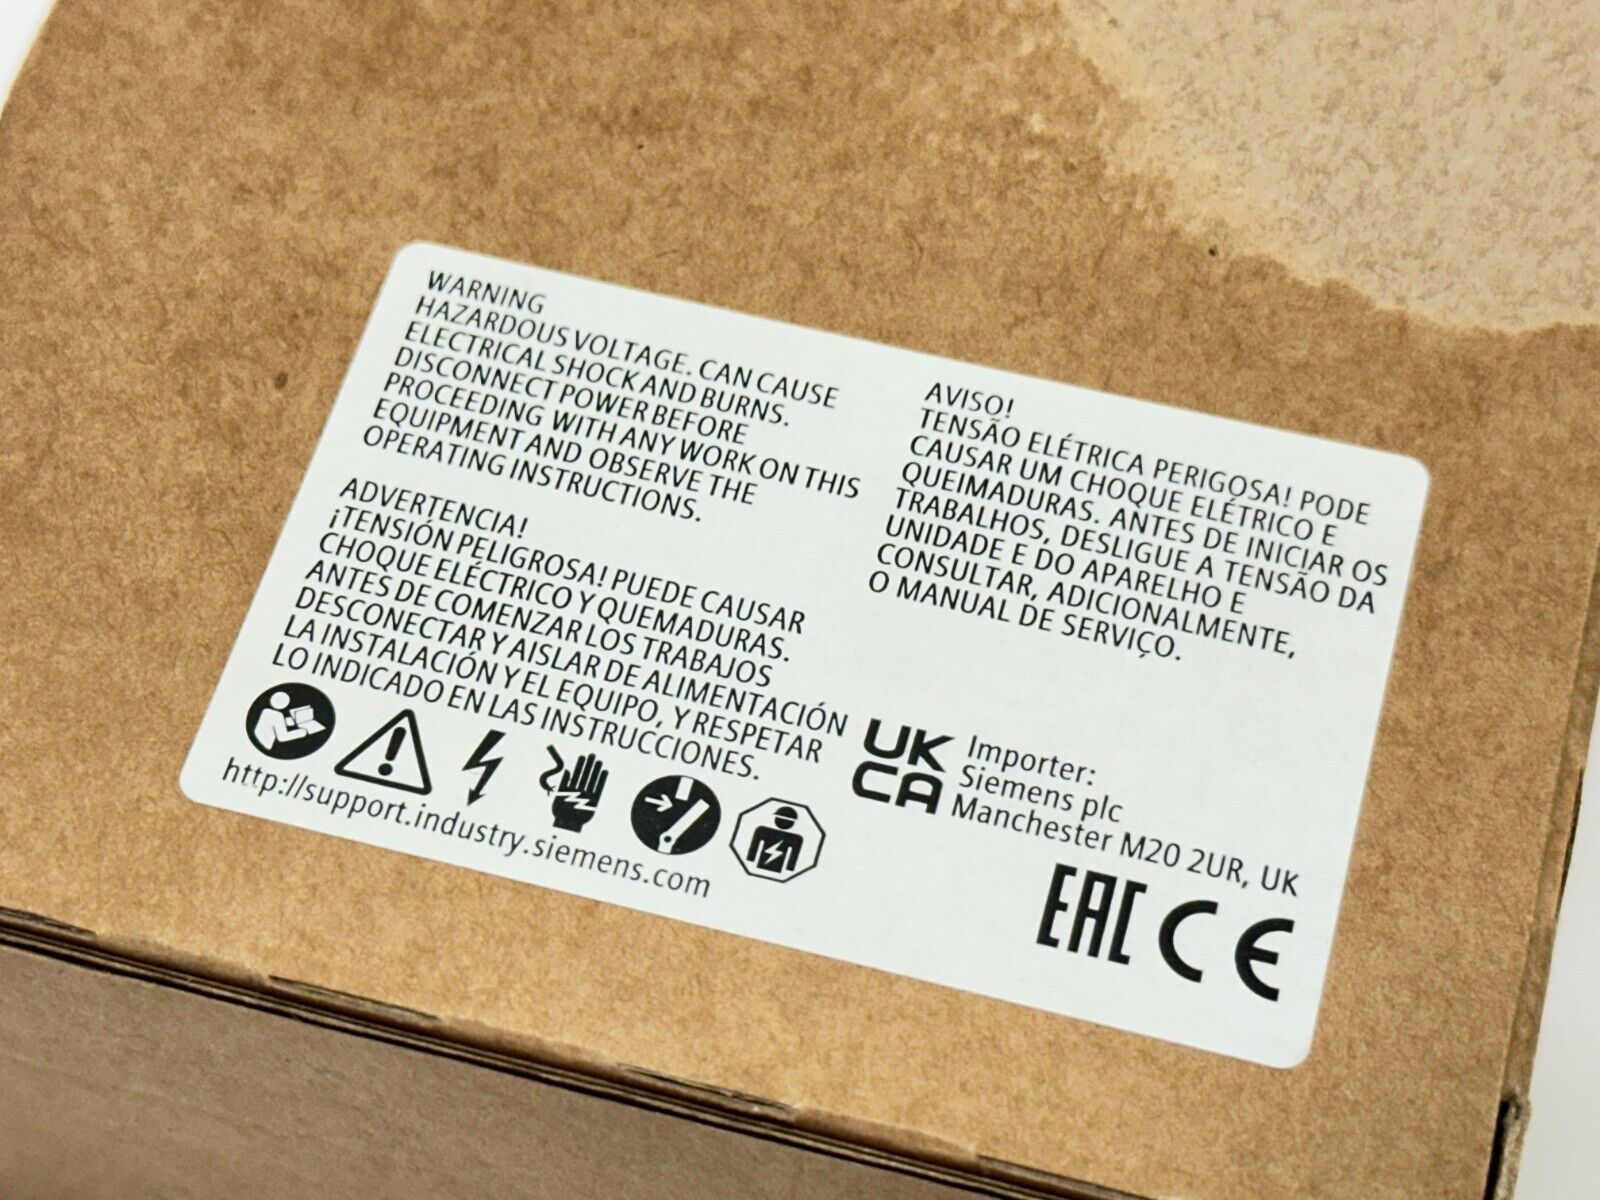 WARNING
HAZARDOUS VOLTAGE. CAN CAUSE
ELECTRICAL SHOCK AND BURNS.
DISCONNECT POWER BEFORE
PROCEEDING WITH ANY WORK ON THIS
EQUIPMENT AND OBSERVE THE
OPERATING INSTRUCTIONS.
ADVERTENCIA!
¡TENSIÓN PELIGROSA! PUEDE CAUSAR
CHOQUE ELÉCTRICO Y QUEMADURAS.
ANTES DE COMENZAR LOS TRABAJOS
DESCONECTAR Y AISLAR DE ALIMENTACIÓN
LA INSTALACIÓN Y EL EQUIPO, Y RESPETAR
LO INDICADO EN LAS INSTRUCCIONES.
http://support.industry.siemens.com
AVISO!
TENSÃO ELÉTRICA PERIGOSA! PODE
CAUSAR UM CHOQUE ELÉTRICO E
QUEIMADURAS. ANTES DE INICIAR OS
TRABALHOS, DESLIGUE A TENSÃO DA
UNIDADE E DO APARELHO E
CONSULTAR, ADICIONALMENTE,
O MANUAL DE SERVIÇO.
UK
CA
Importer:
Siemens plc
Manchester M20 2UR, UK
EAC CE